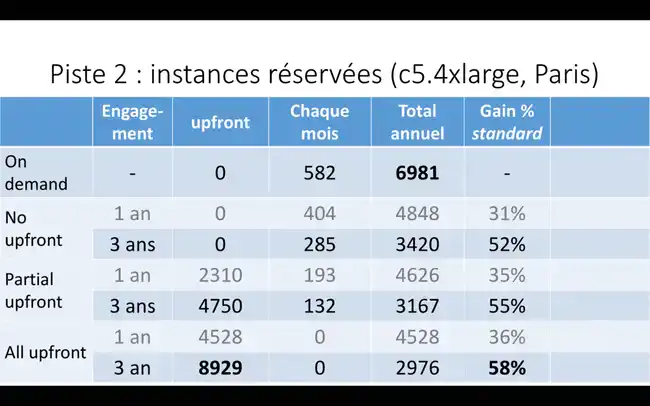 Piste 2 : instances réservées (c5.4xlarge, Paris)
Engage-ment upfront Chaque mois Total annuel Gain % standard
On demand - 0 582 6981 -
No upfront 1 an 0 404 4848 31%
3 ans 0 285 3420 52%
Partial upfront 1 an 2310 193 4626 35%
3 ans 4750 132 3167 55%
All upfront 1 an 4528 0 4528 36%
3 an 8929 0 2976 58%